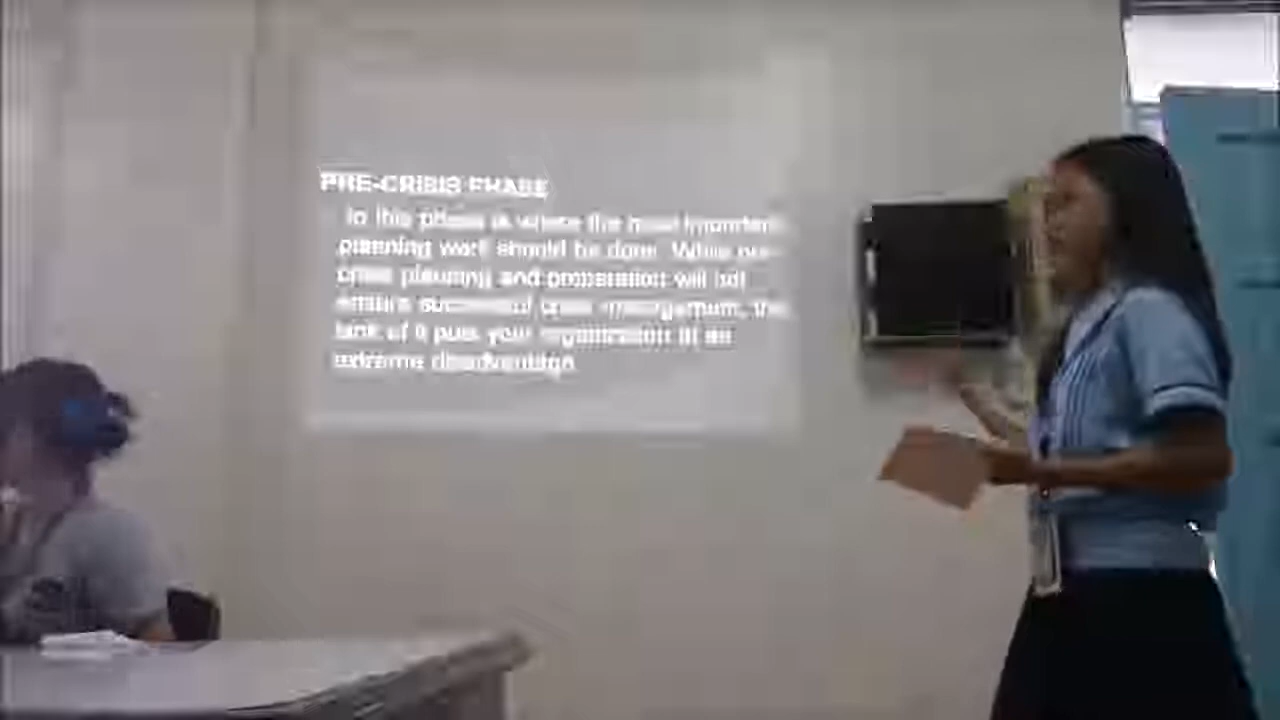 PRE-CRISIS PHASE
In this phase is where the most important
planning work should be done. While pre-
crisis planning and preparation will not
ensure successful crisis management, the
lack of it puts your organization at an
extreme disadvantage.